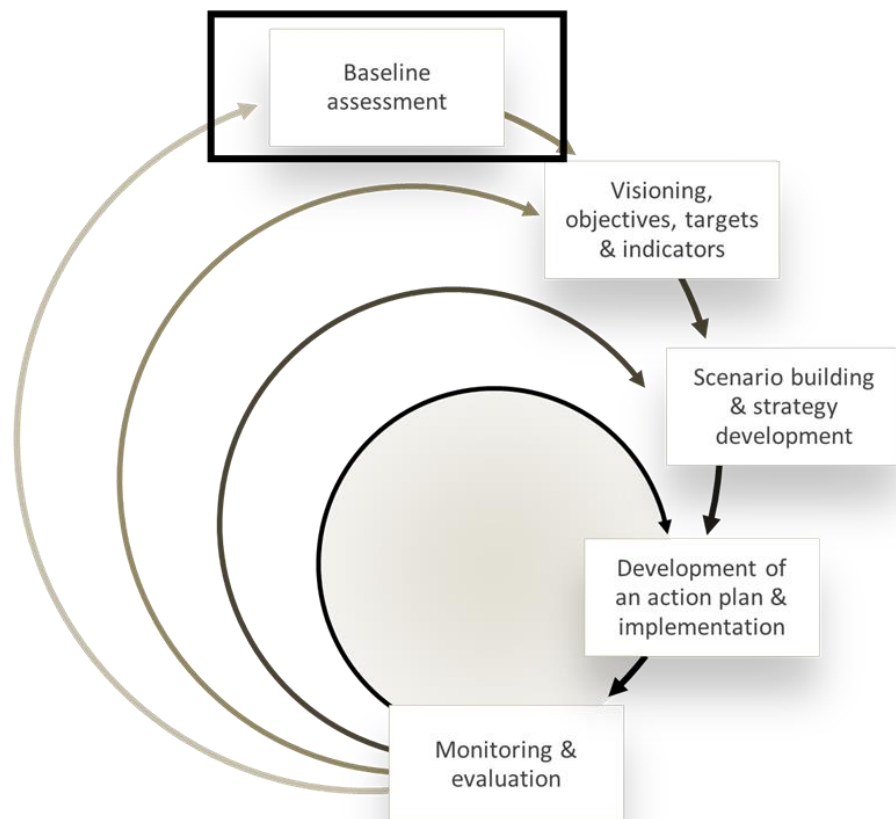 Baseline
assessment
Visioning,
objectives, targets
& indicators
Scenario building
& strategy
development
Development of
an action plan &
implementation
Monitoring &
evaluation